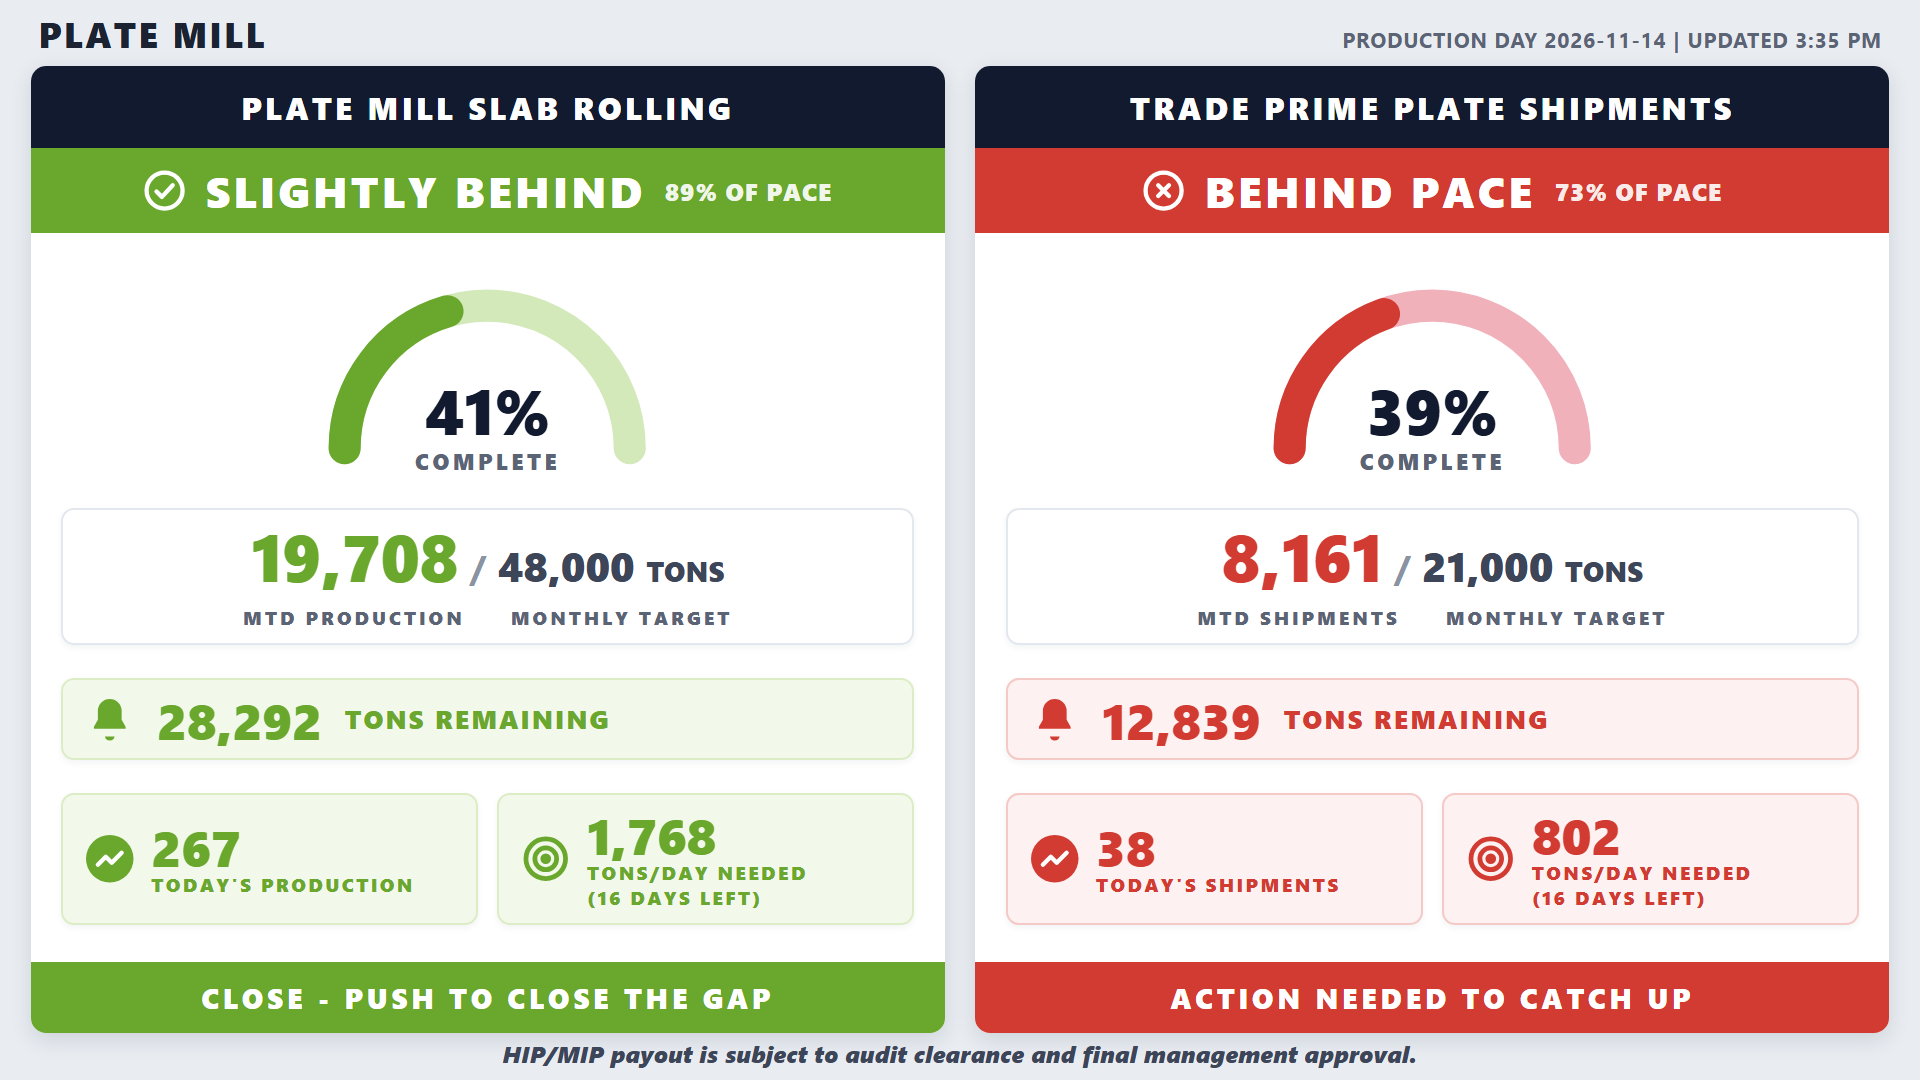 PLATE MILL
PRODUCTION DAY 2026-11-14 | UPDATED 3:35 PM
PLATE MILL SLAB ROLLING
SLIGHTLY BEHIND 89% OF PACE
41%
COMPLETE
19,708 / 48,000 TONS
MTD PRODUCTION MONTHLY TARGET
28,292 TONS REMAINING
267
TODAY'S PRODUCTION
1,768
TONS/DAY NEEDED
(16 DAYS LEFT)
CLOSE - PUSH TO CLOSE THE GAP
TRADE PRIME PLATE SHIPMENTS
BEHIND PACE 73% OF PACE
39%
COMPLETE
8,161 / 21,000 TONS
MTD SHIPMENTS MONTHLY TARGET
12,839 TONS REMAINING
38
TODAY'S SHIPMENTS
802
TONS/DAY NEEDED
(16 DAYS LEFT)
ACTION NEEDED TO CATCH UP
HIP/MIP payout is subject to audit clearance and final management approval.